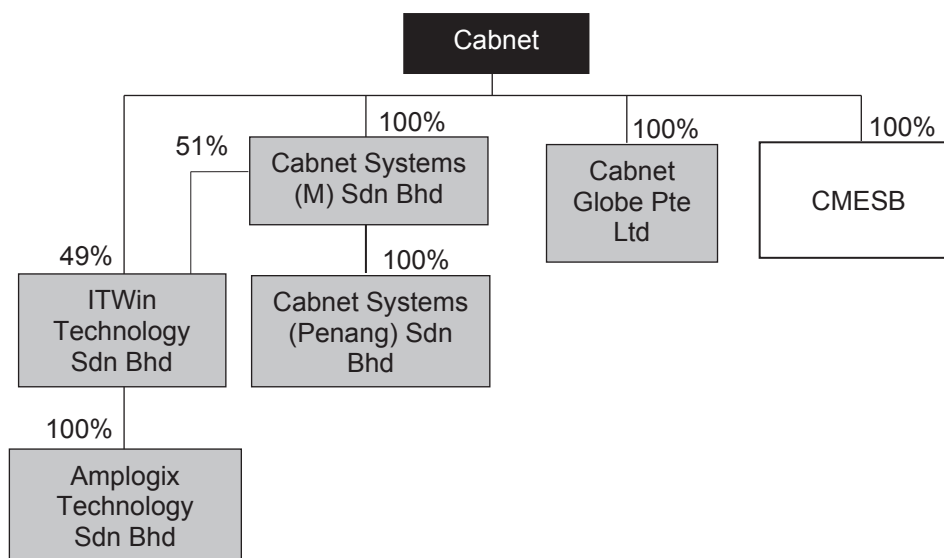 Cabnet
100%
51%
100%
100%
Cabnet Systems
(M) Sdn Bhd
Cabnet
Globe Pte
Ltd
CMESB
49%
100%
ITWin
Technology
Sdn Bhd
Cabnet Systems
(Penang) Sdn
Bhd
100%
Amplogix
Technology
Sdn Bhd